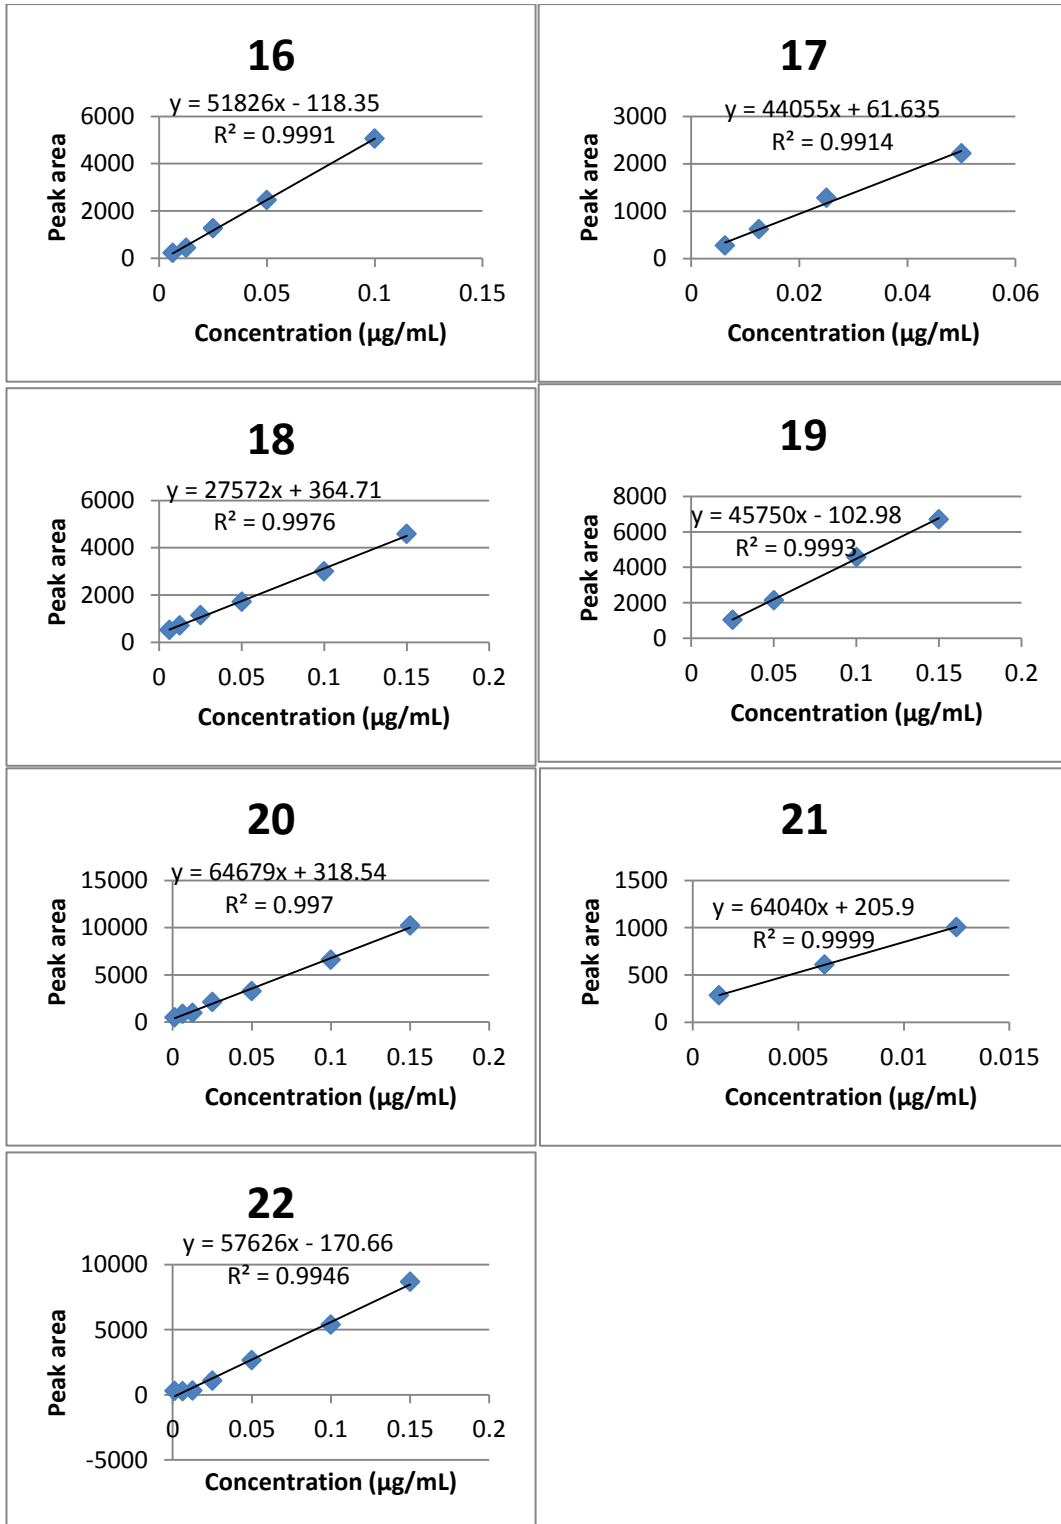 16
y = 51826x - 118.35
R² = 0.9991
6000
4000
2000
0
0 0.05 0.1 0.15
Peak area
Concentration (µg/mL)
17
y = 44055x + 61.635
R² = 0.9914
3000
2000
1000
0
0 0.02 0.04 0.06
Peak area
Concentration (µg/mL)
18
y = 27572x + 364.71
R² = 0.9976
6000
4000
2000
0
0 0.05 0.1 0.15 0.2
Peak area
Concentration (µg/mL)
19
y = 45750x - 102.98
R² = 0.9993
8000
6000
4000
2000
0
0 0.05 0.1 0.15 0.2
Peak area
Concentration (µg/mL)
20
y = 64679x + 318.54
R² = 0.997
15000
10000
5000
0
0 0.05 0.1 0.15 0.2
Peak area
Concentration (µg/mL)
21
y = 64040x + 205.9
R² = 0.9999
1500
1000
500
0
0 0.005 0.01 0.015
Peak area
Concentration (µg/mL)
22
y = 57626x - 170.66
R² = 0.9946
10000
5000
0
-5000
0 0.05 0.1 0.15 0.2
Peak area
Concentration (µg/mL)